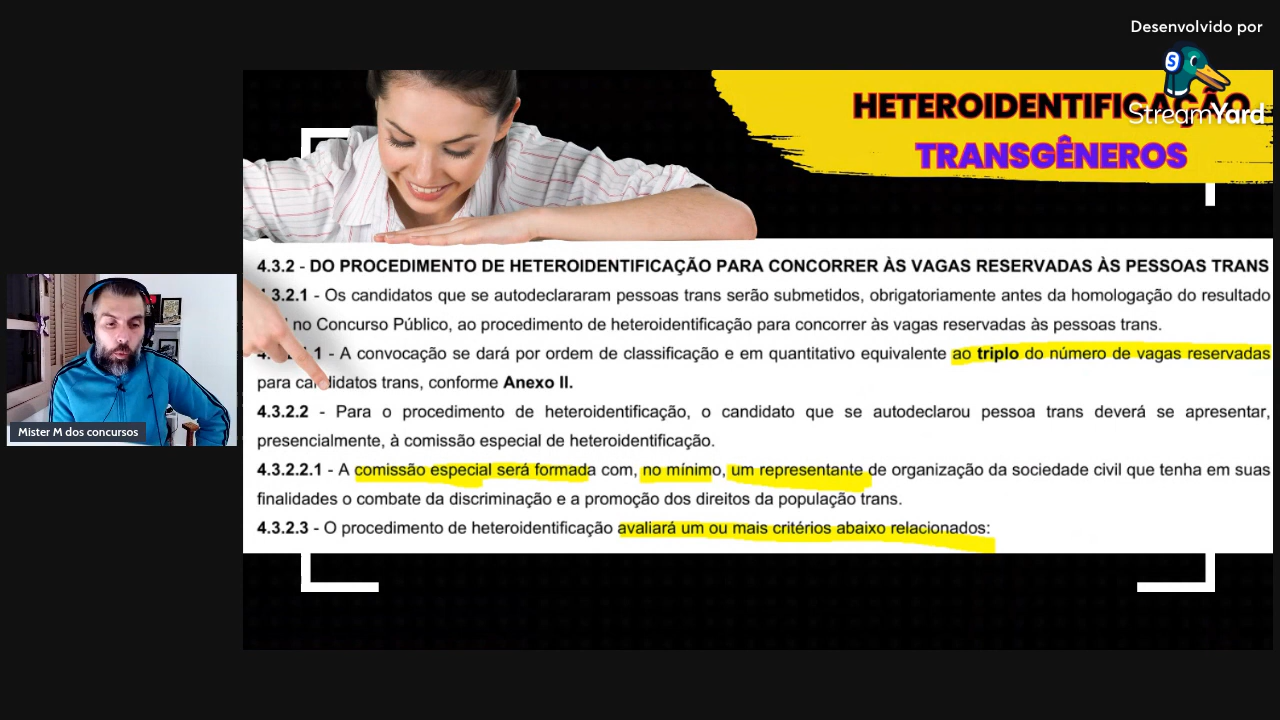 Desenvolvido por
StreamYard
HETEROIDENTIFICAÇÃO
TRANSGÊNEROS
4.3.2 - DO PROCEDIMENTO DE HETEROIDENTIFICAÇÃO PARA CONCORRER ÀS VAGAS RESERVADAS ÀS PESSOAS TRANS
4.3.2.1 - Os candidatos que se autodeclararam pessoas trans serão submetidos, obrigatoriamente antes da homologação do resultado
no Concurso Público, ao procedimento de heteroidentificação para concorrer às vagas reservadas às pessoas trans.
1 - A convocação se dará por ordem de classificação e em quantitativo equivalente ao triplo do número de vagas reservadas
para candidatos trans, conforme Anexo II.
4.3.2.2 - Para o procedimento de heteroidentificação, o candidato que se autodeclarou pessoa trans deverá se apresentar,
presencialmente, à comissão especial de heteroidentificação.
4.3.2.2.1 - A comissão especial será formada com, no mínimo, um representante de organização da sociedade civil que tenha em suas
finalidades o combate da discriminação e a promoção dos direitos da população trans.
4.3.2.3 - O procedimento de heteroidentificação avaliará um ou mais critérios abaixo relacionados:
Mister M dos concursos